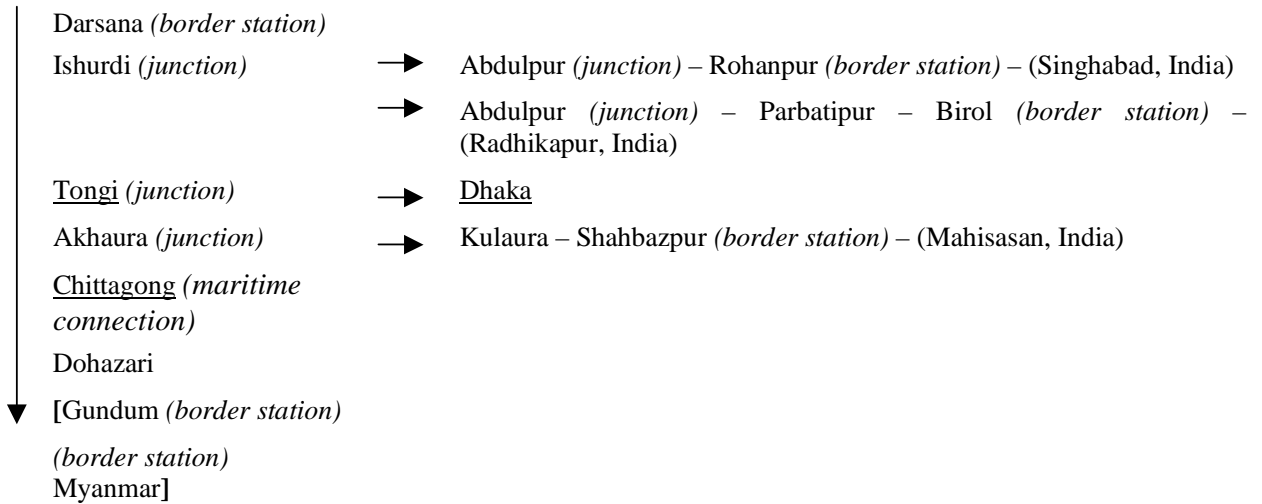 Darsana (border station)
Ishurdi (junction) Abdulpur (junction) – Rohanpur (border station) – (Singhabad, India)
Abdulpur (junction) – Parbatipur – Birol (border station) –
(Radhikapur, India)
Tongi (junction) Dhaka
Akhaura (junction) Kulaura – Shahbazpur (border station) – (Mahisasan, India)
Chittagong (maritime
connection)
Dohazari
[Gundum (border station)
(border station)
Myanmar]